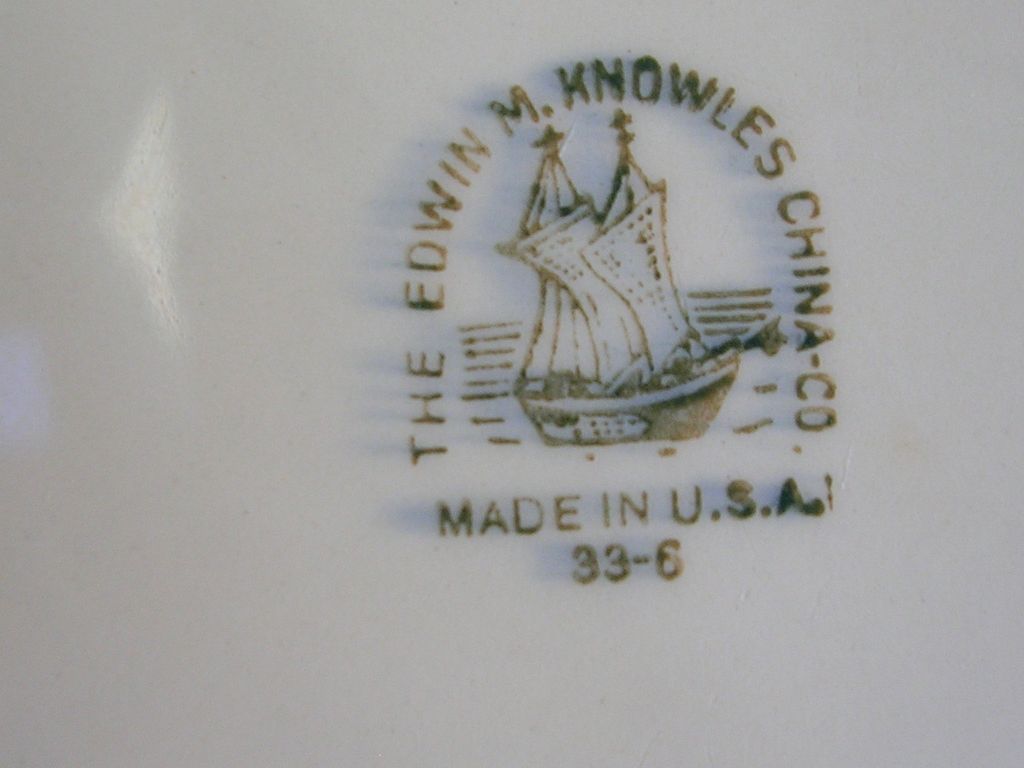 THE EDWIN M. KNOWLES CHINA-CO.
MADE IN U.S.A.
33-6